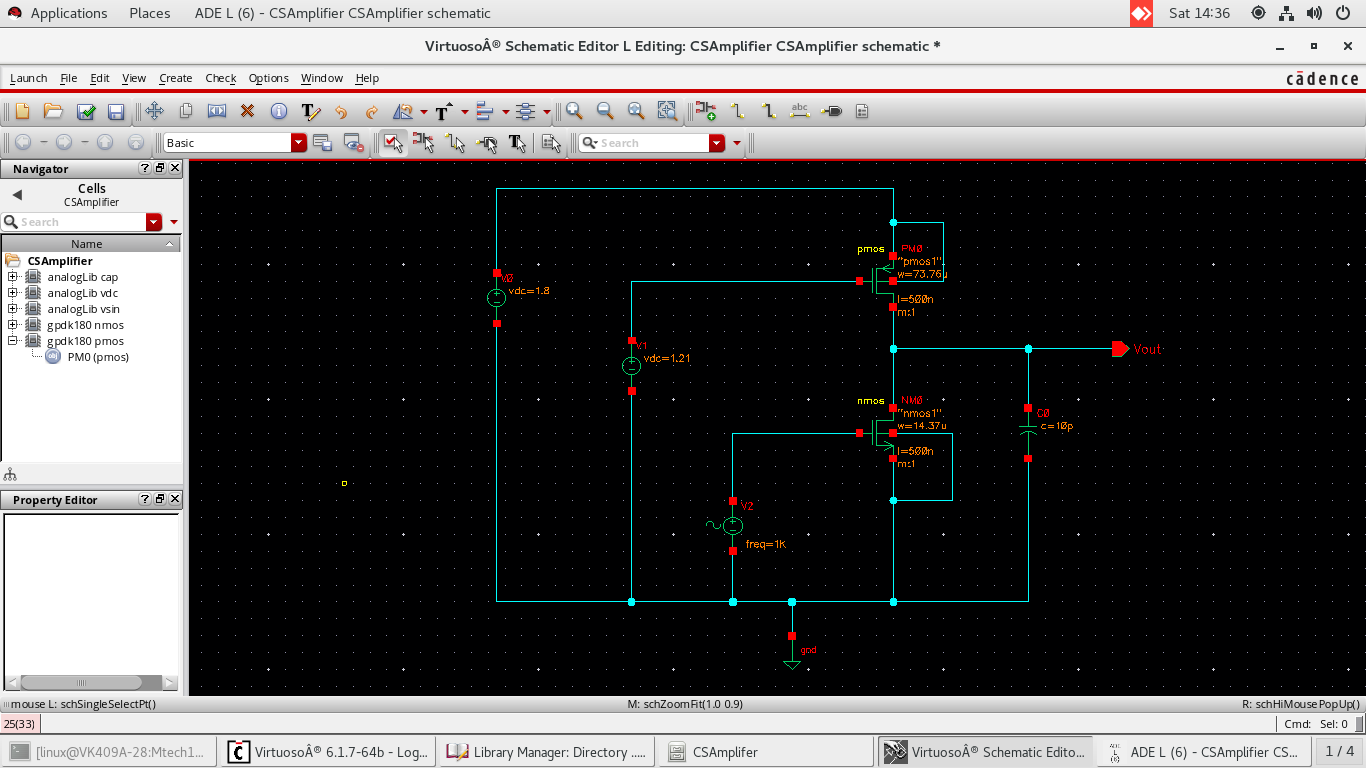 Applications Places ADE L (6) - CSAmplifier CSAmplifier schematic Sat 14:36
VirtuosoÂ® Schematic Editor L Editing: CSAmplifier CSAmplifier schematic *
Launch File Edit View Create Check Options Window Help cādence
abc
Basic Search
Navigator
Cells
CSAmplifier
Search
Name
CSAmplifier
analogLib cap
analogLib vdc
analogLib vsin
gpdk180 nmos
gpdk180 pmos
obj PM0 (pmos)
Property Editor
pmos PM0
"pmos1"
w=73.76u
l=500n
m:1
V0
vdc=1.8
V1
vdc=1.21
Vout
nmos NM0
"nmos1"
w=14.37u
l=500n
m:1
C0
c=10p
V2
freq=1K
gnd
mouse L: schSingleSelectPt() M: schZoomFit(1.0 0.9) R: schHiMousePopUp()
25(33) Cmd: Sel: 0
[linux@VK409A-28:Mtech1... VirtuosoÂ® 6.1.7-64b - Log... Library Manager: Directory ..... CSAmplifer VirtuosoÂ® Schematic Edito... ADE L (6) - CSAmplifier CS... 1 / 4